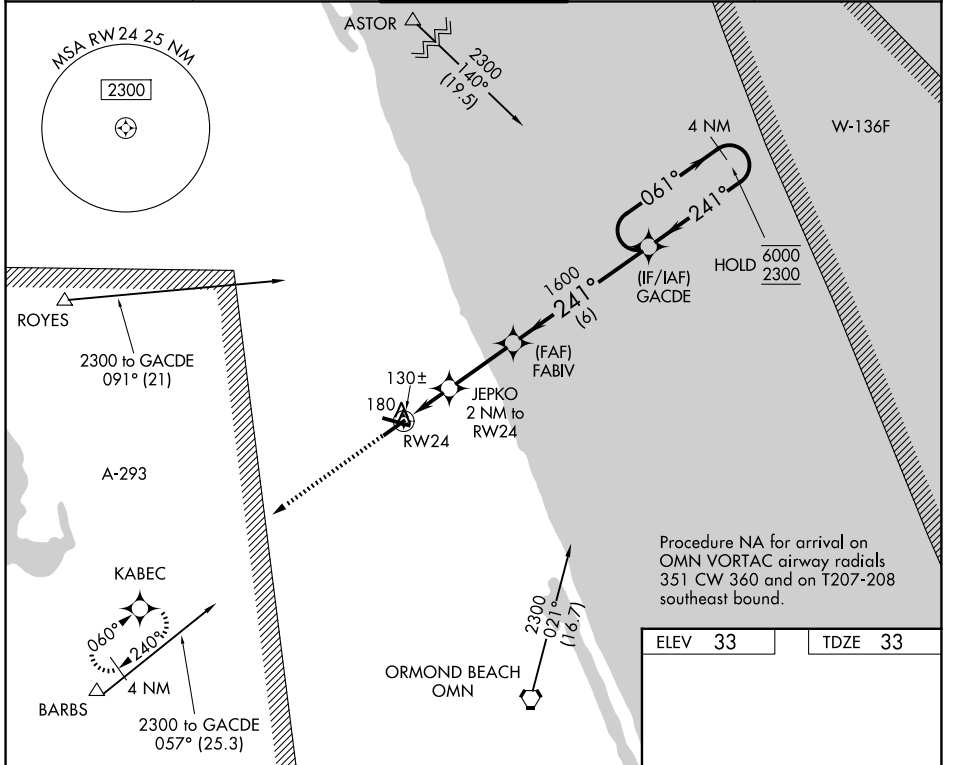 MSA RW24 25 NM
2300
ASTOR
2300
140°
(19.5)
W-136F
4 NM
061°
241°
HOLD
6000
2300
(IF/IAF)
GACDE
1600
241°
(6)
(FAF)
FABIV
JEPKO
2 NM to
RW24
130±
180
RW24
ROYES
2300 to GACDE
091° (21)
A-293
KABEC
060°
240°
4 NM
BARBS
2300 to GACDE
057° (25.3)
2300
021°
(16.7)
ORMOND BEACH
OMN
Procedure NA for arrival on
OMN VORTAC airway radials
351 CW 360 and on T207-208
southeast bound.
ELEV 33
TDZE 33